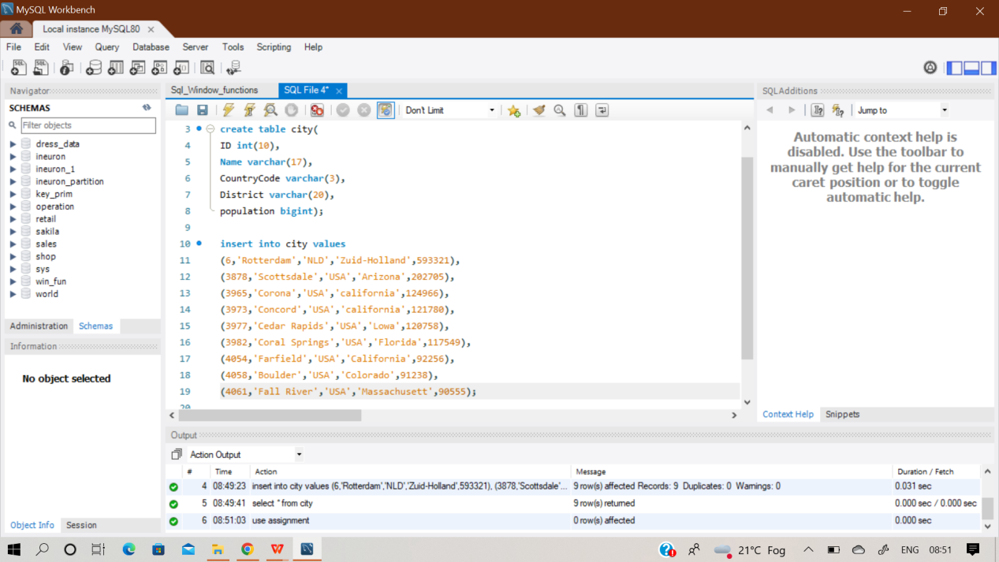 MySQL Workbench
Local instance MySQL80
File Edit View Query Database Server Tools Scripting Help
Navigator
SCHEMAS
Filter objects
dress_data
ineuron
ineuron_1
ineuron_partition
key_prim
operation
retail
sakila
sales
shop
sys
win_fun
world
Administration Schemas
Information
No object selected
Object Info Session
Sql_Window_functions SQL File 4*
Don't Limit
3 create table city(
4 ID int(10),
5 Name varchar(17),
6 CountryCode varchar(3),
7 District varchar(20),
8 population bigint);
9
10 insert into city values
11 (6,'Rotterdam','NLD','Zuid-Holland',593321),
12 (3878,'Scottsdale','USA','Arizona',202705),
13 (3965,'Corona','USA','california',124966),
14 (3973,'Concord','USA','california',121780),
15 (3977,'Cedar Rapids','USA','Lowa',120758),
16 (3982,'Coral Springs','USA','Florida',117549),
17 (4054,'Farfield','USA','California',92256),
18 (4058,'Boulder','USA','Colorado',91238),
19 (4061,'Fall River','USA','Massachusett',90555);
20
SQLAdditions
Jump to
Automatic context help is
disabled. Use the toolbar to
manually get help for the current
caret position or to toggle
automatic help.
Context Help Snippets
Output
Action Output
# Time Action Message Duration / Fetch
4 08:49:23 insert into city values (6,'Rotterdam','NLD','Zuid-Holland',593321), (3878,'Scottsdale'... 9 row(s) affected Records: 9 Duplicates: 0 Warnings: 0 0.031 sec
5 08:49:41 select * from city 9 row(s) returned 0.000 sec / 0.000 sec
6 08:51:03 use assignment 0 row(s) affected 0.000 sec
21°C Fog ENG 08:51